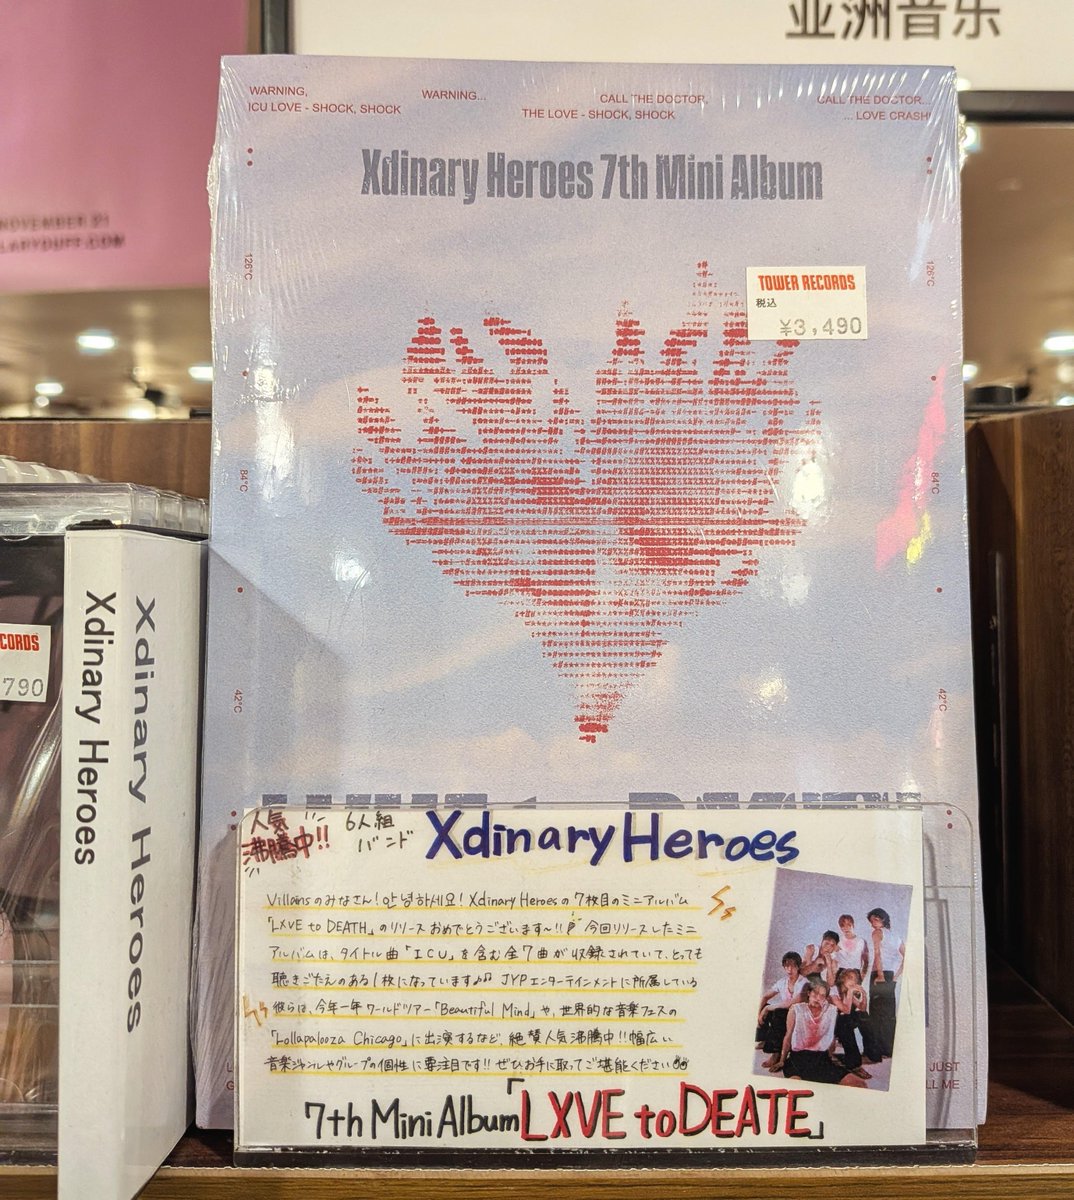 亚洲音乐
NOVEMBER 21
LARYDUFF.COM
WARNING,
ICU LOVE - SHOCK, SHOCK
WARNING...
CALL THE DOCTOR,
THE LOVE - SHOCK, SHOCK
CALL THE DOCTOR...
... LOVE CRASH!
Xdinary Heroes 7th Mini Album
TOWER RECORDS
税込
¥3,490
126°C
126°C
84°C
84°C
42°C
42°C
CORDS
790
Xdinary Heroes
Xdinary Heroes
人気
沸騰中!!
6人組
バンド
Xdinary Heroes
Villainsのみなさん!안녕하세요!Xdinary Heroesの7枚目のミニアルバム
「LXVE to DEATH」のリリースおめでとうございます~!!今回リリースしたミニ
アルバムは、タイトル曲「ICU」を含む全7曲が収録されていて、とっても
聴きごたえのある1枚になっています♪♫ JYPエンターテインメントに所属している
彼らは、今年一年ワールドツアー「Beautiful Mind」や、世界的な音楽フェスの
「Lollapalooza Chicago」に出演するなど、絶賛人気沸騰中!!幅広い
音楽ジャンルやグループの個性に要注目です!!ぜひお手に取ってご堪能ください
7th Mini Album「LXVE to DEATE」
JUST
LL ME